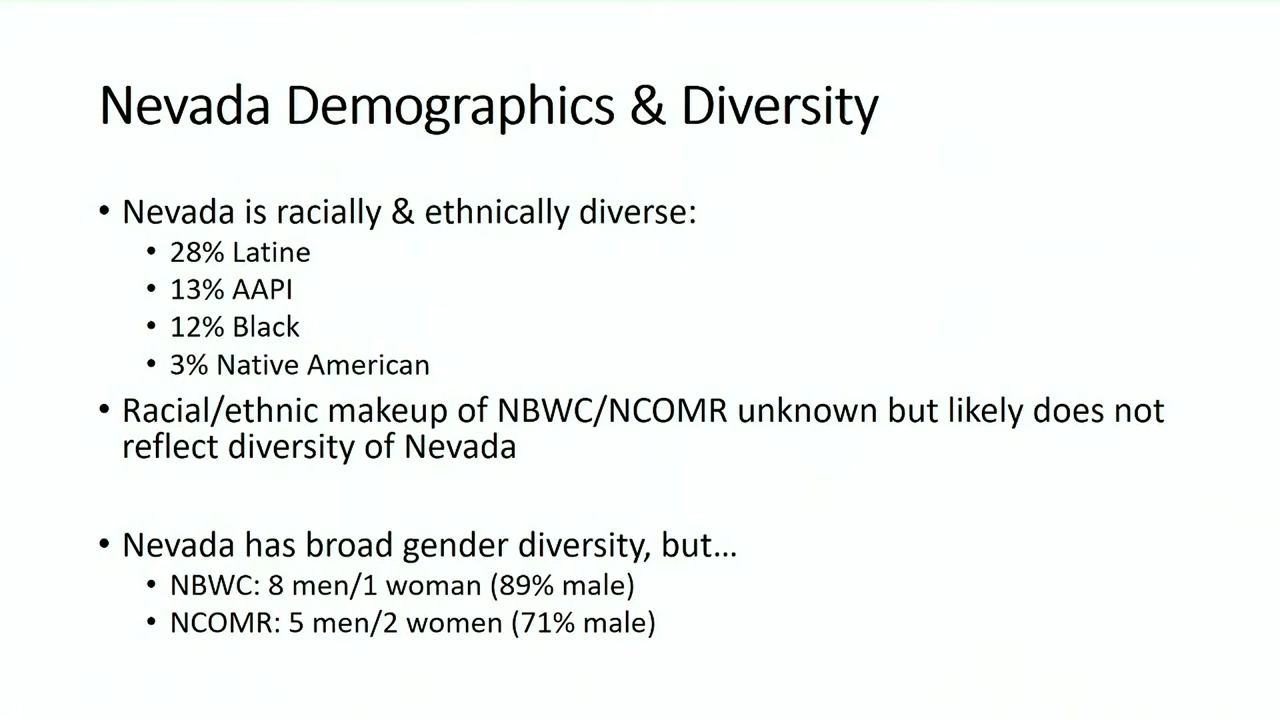 Nevada Demographics & Diversity
• Nevada is racially & ethnically diverse:
• 28% Latine
• 13% AAPI
• 12% Black
• 3% Native American
• Racial/ethnic makeup of NBWC/NCOMR unknown but likely does not
reflect diversity of Nevada
• Nevada has broad gender diversity, but…
• NBWC: 8 men/1 woman (89% male)
• NCOMR: 5 men/2 women (71% male)